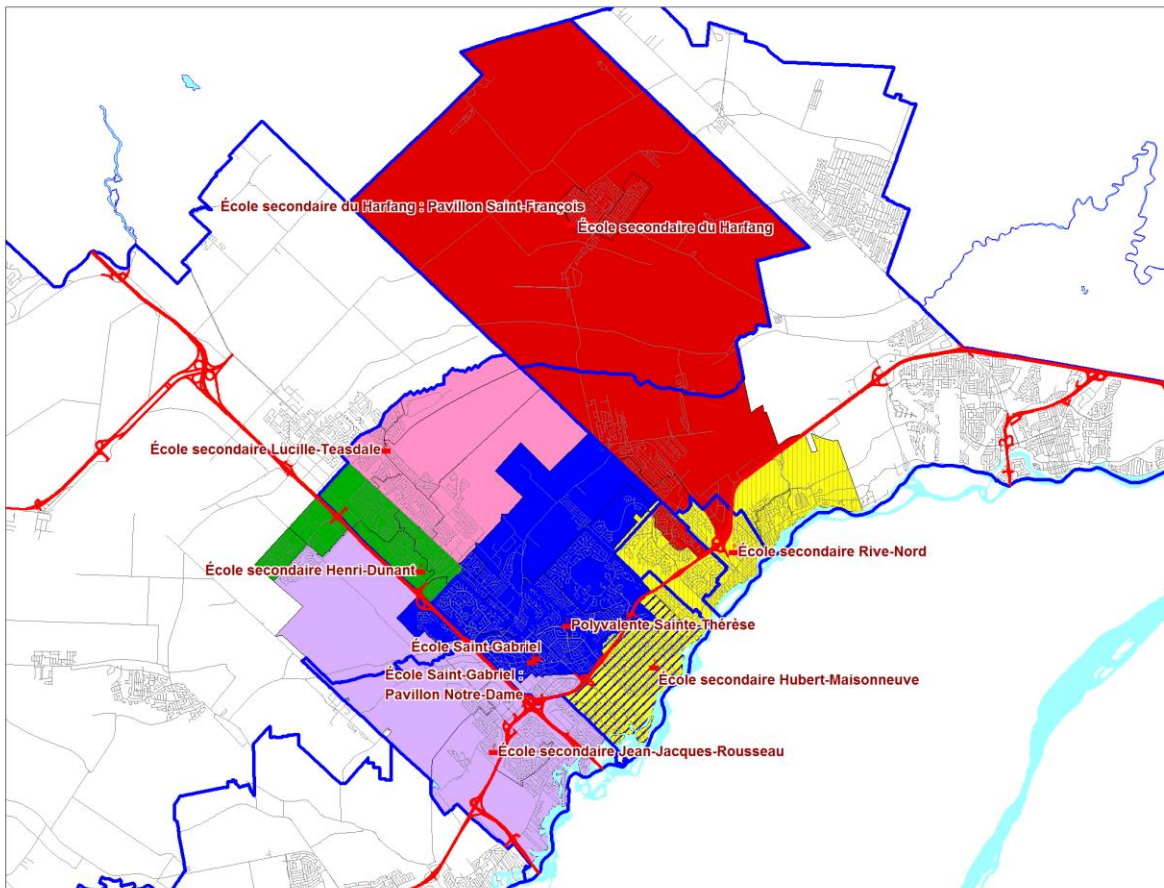 École secondaire du Harfang : Pavillon Saint-François
École secondaire du Harfang
École secondaire Lucille-Teasdale
École secondaire Rive-Nord
École secondaire Henri-Dunant
Polyvalente Sainte-Thérèse
École Saint-Gabriel
École Saint-Gabriel
Pavillon Notre-Dame
École secondaire Hubert-Maisonneuve
École secondaire Jean-Jacques-Rousseau